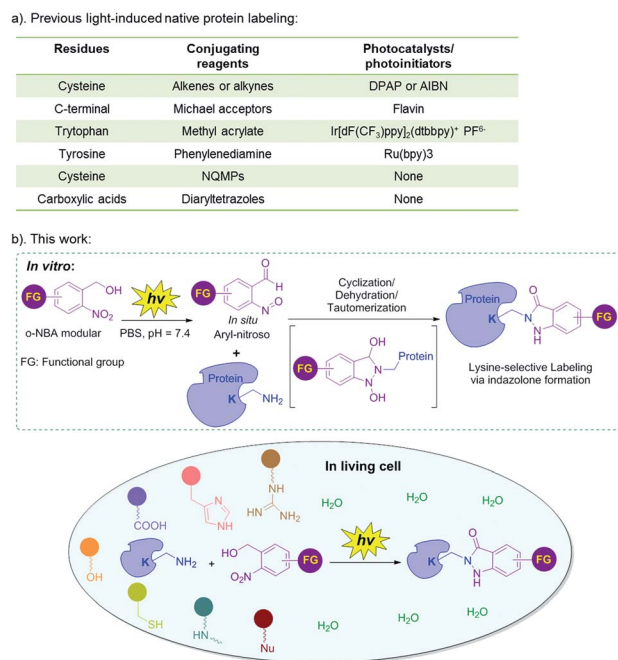 a). Previous light-induced native protein labeling:
Residues Conjugating reagents Photocatalysts/ photoinitiators
Cysteine Alkenes or alkynes DPAP or AIBN
C-terminal Michael acceptors Flavin
Trytophan Methyl acrylate Ir[dF(CF₃)ppy]₂(dtbbpy)⁺ PF⁶⁻
Tyrosine Phenylenediamine Ru(bpy)3
Cysteine NQMPs None
Carboxylic acids Diaryltetrazoles None
b). This work:
In vitro:
FG OH NO₂
o-NBA modular
FG: Functional group
hv
PBS, pH = 7.4
FG O H N O
In situ
Aryl-nitroso
+
Protein K NH₂
Cyclization/
Dehydration/
Tautomerization
FG OH N Protein N OH
Protein K O N N H FG
Lysine-selective Labeling
via indazolone formation
In living cell
COOH
N NH
NH HN NH₂
H₂O H₂O H₂O
OH
K NH₂
+
HO O₂N FG
hv
K O N N H FG
SH
HN
Nu
H₂O H₂O H₂O